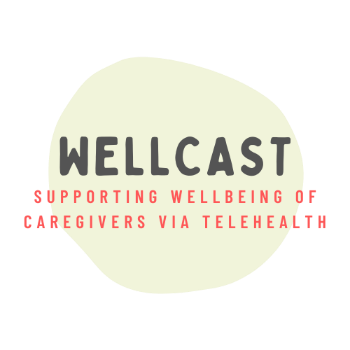 WELLCAST
SUPPORTING WELLBEING OF
CAREGIVERS VIA TELEHEALTH